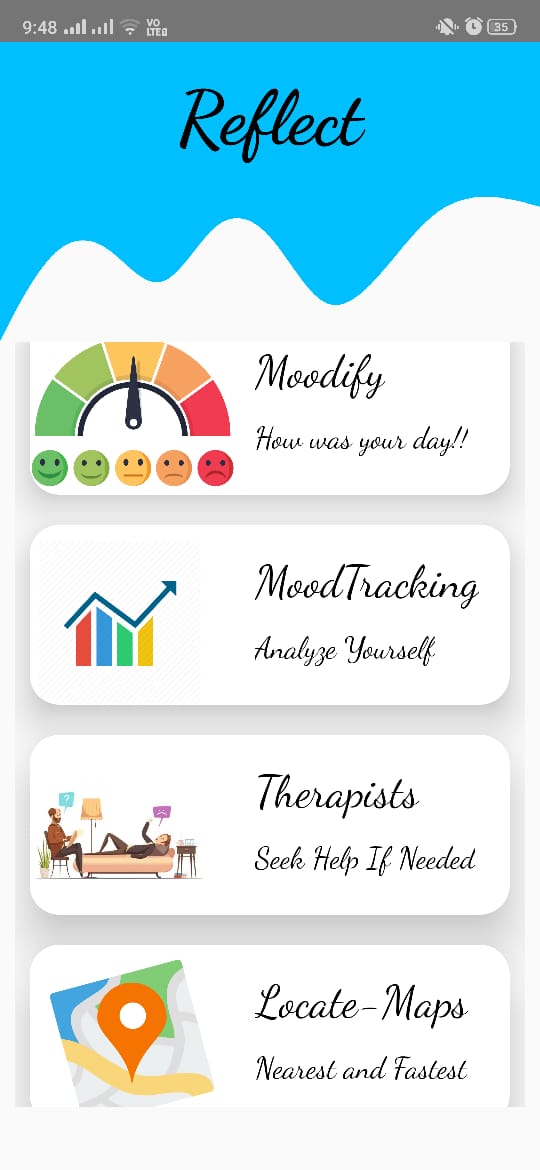 9:48 VO LTE 35
Reflect
Moodify
How was your day!!
MoodTracking
Analyze Yourself
?
Therapists
Seek Help If Needed
Locate-Maps
Nearest and Fastest